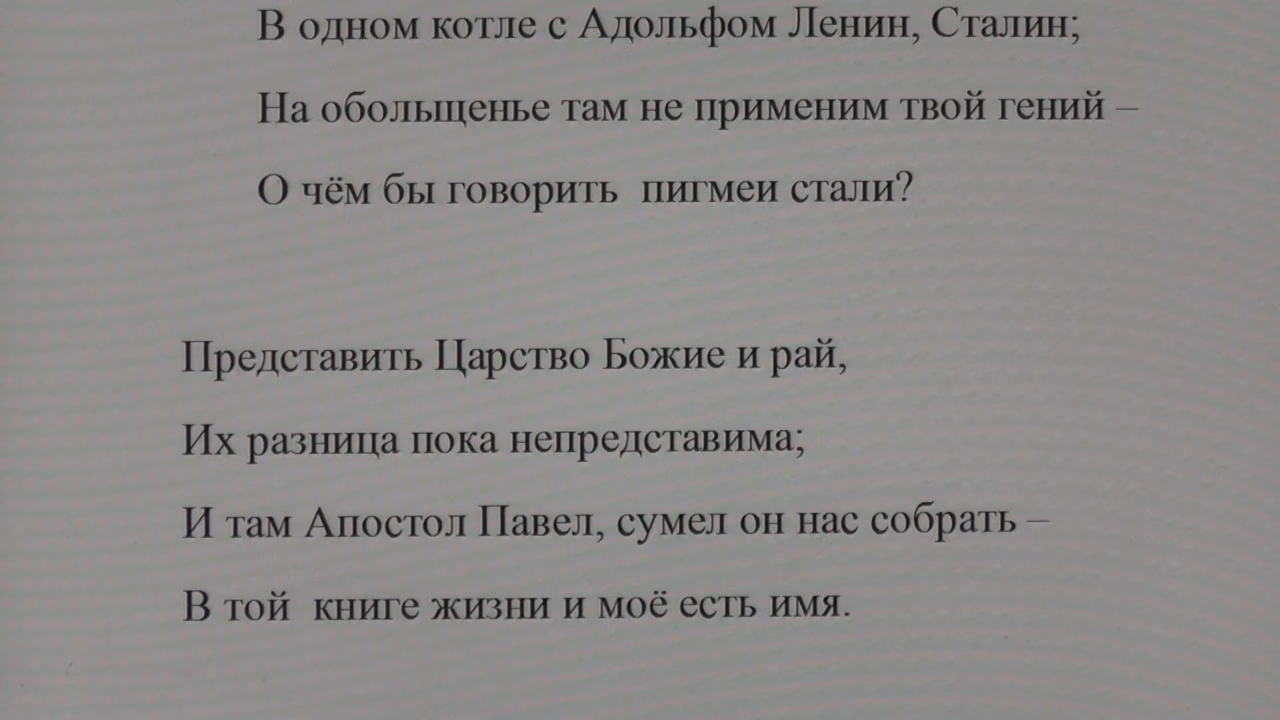 В одном котле с Адольфом Ленин, Сталин;
На обольщенье там не применим твой гений –
О чём бы говорить  пигмеи стали?
Представить Царство Божие и рай,
Их разница пока непредставима;
И там Апостол Павел, сумел он нас собрать –
В той  книге жизни и моё есть имя.